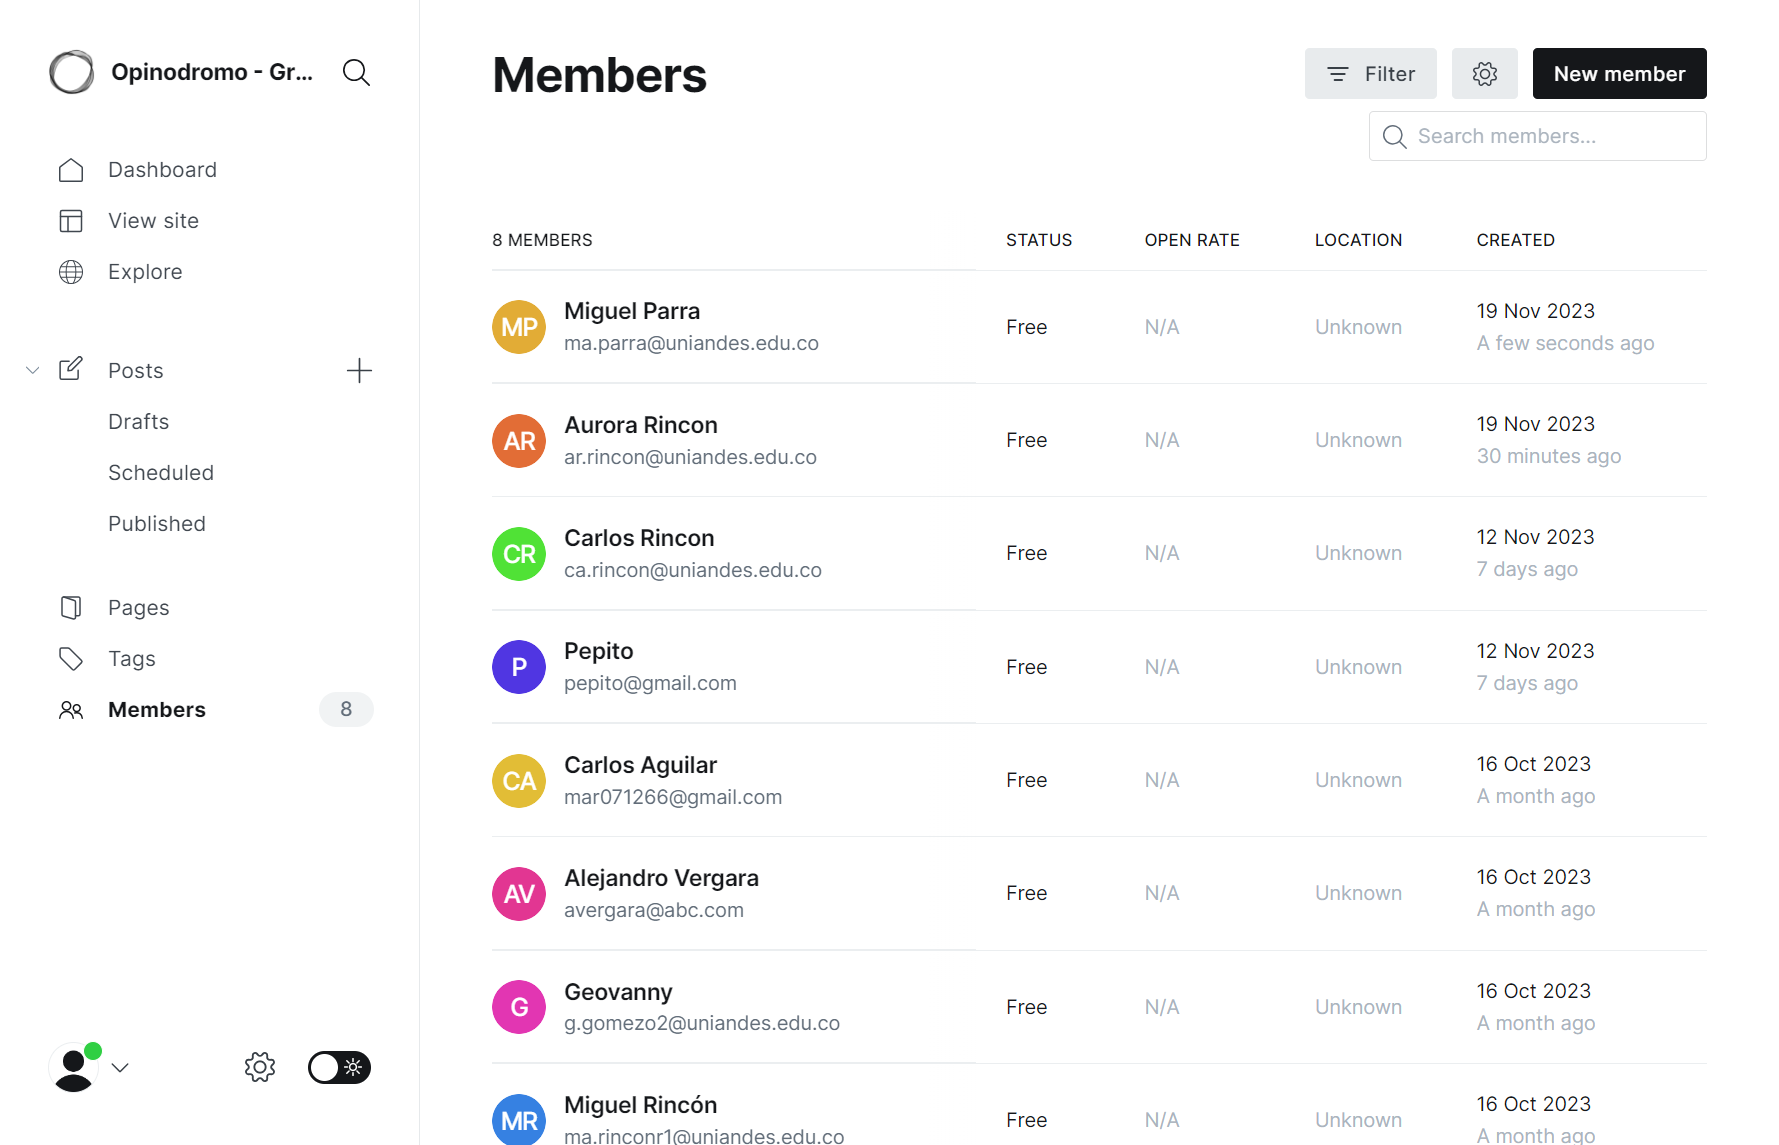 Opinodromo - Gr...
Dashboard
View site
Explore
Posts
Drafts
Scheduled
Published
Pages
Tags
Members 8
Members
Filter
New member
Search members...
8 MEMBERS STATUS OPEN RATE LOCATION CREATED
MP Miguel Parra ma.parra@uniandes.edu.co Free N/A Unknown 19 Nov 2023 A few seconds ago
AR Aurora Rincon ar.rincon@uniandes.edu.co Free N/A Unknown 19 Nov 2023 30 minutes ago
CR Carlos Rincon ca.rincon@uniandes.edu.co Free N/A Unknown 12 Nov 2023 7 days ago
P Pepito pepito@gmail.com Free N/A Unknown 12 Nov 2023 7 days ago
CA Carlos Aguilar mar071266@gmail.com Free N/A Unknown 16 Oct 2023 A month ago
AV Alejandro Vergara avergara@abc.com Free N/A Unknown 16 Oct 2023 A month ago
G Geovanny g.gomezo2@uniandes.edu.co Free N/A Unknown 16 Oct 2023 A month ago
MR Miguel Rincón ma.rinconr1@uniandes.edu.co Free N/A Unknown 16 Oct 2023 A month ago